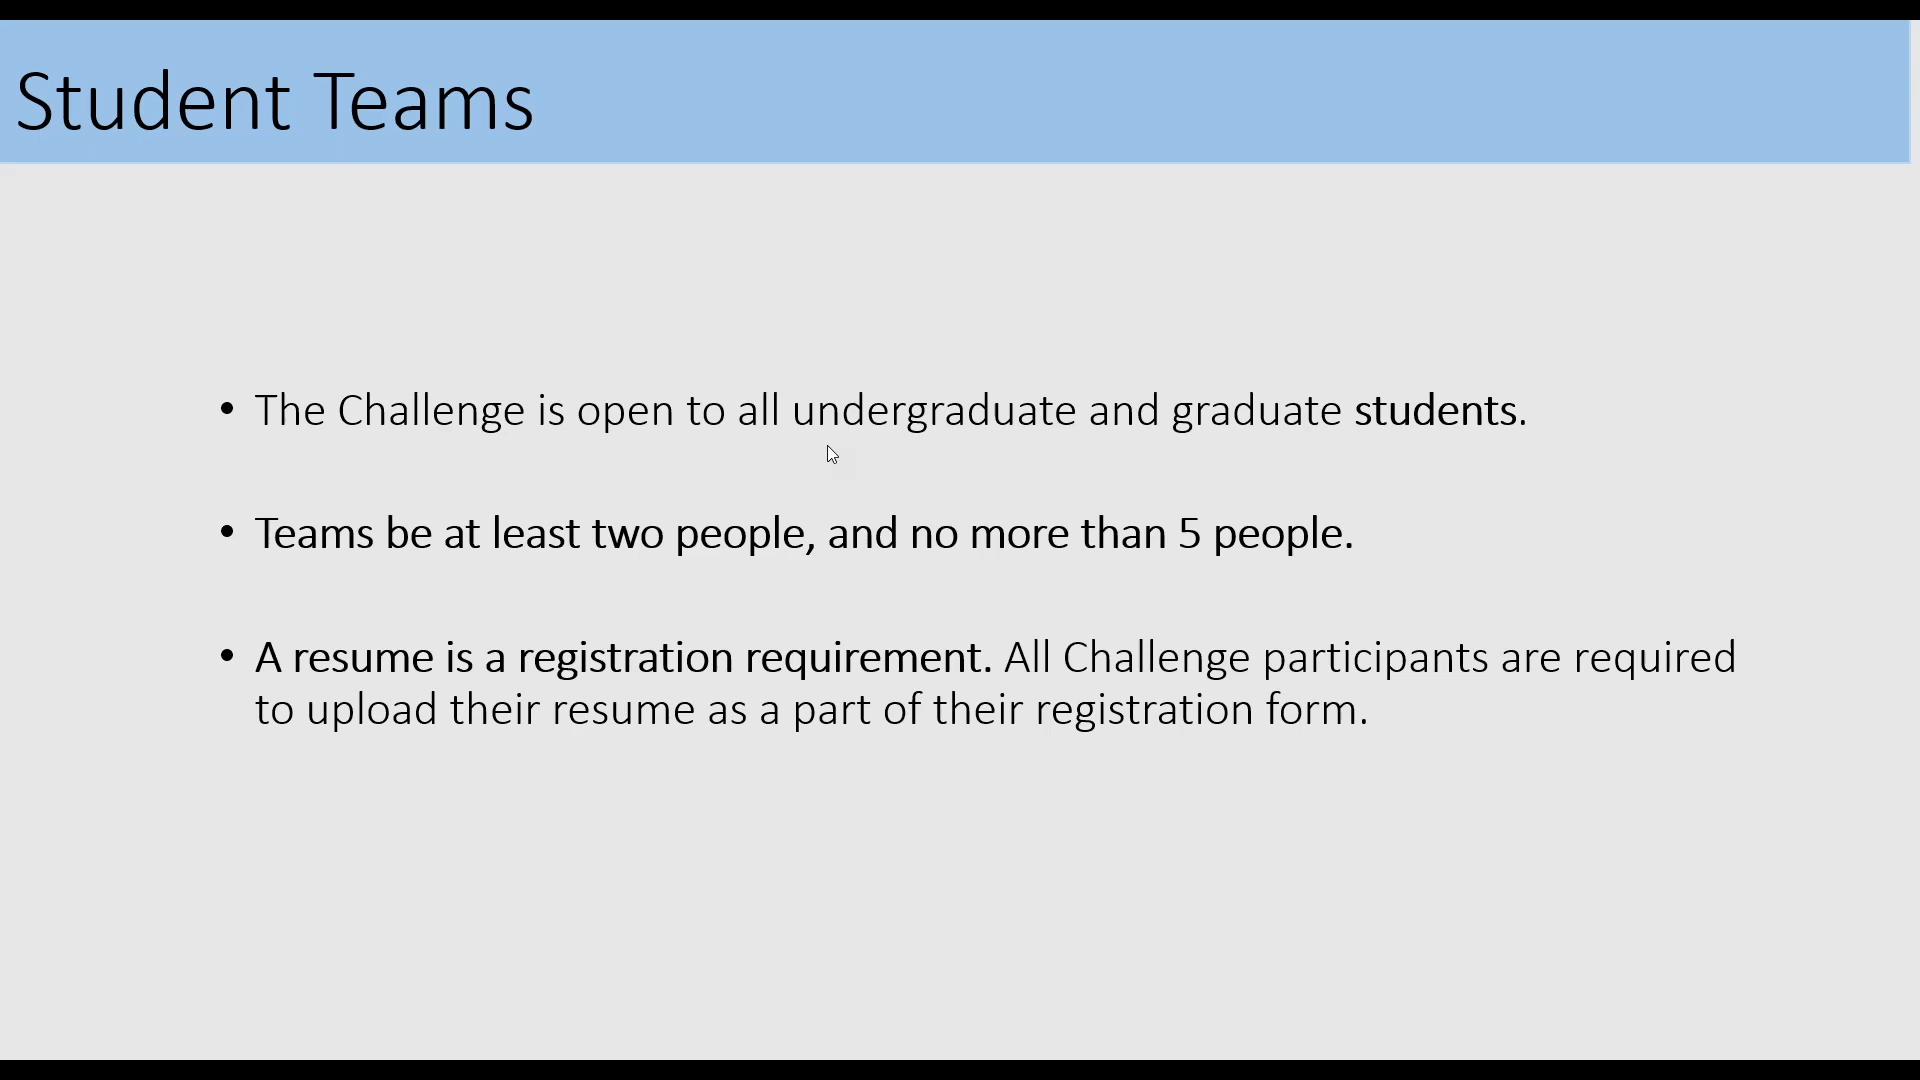 Student Teams
• The Challenge is open to all undergraduate and graduate students.
• Teams be at least two people, and no more than 5 people.
• A resume is a registration requirement. All Challenge participants are required
to upload their resume as a part of their registration form.